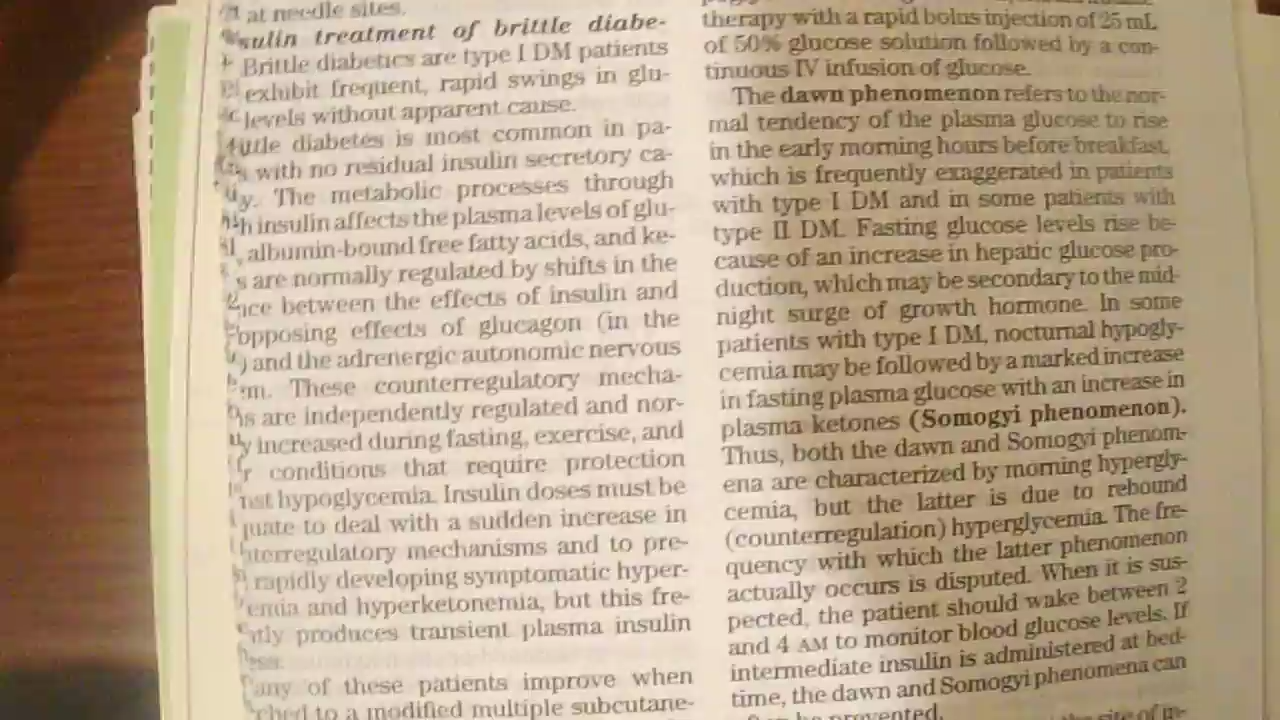 at needle sites.
sulin treatment of brittle diabe-
Brittle diabetics are type I DM patients
exhibit frequent, rapid swings in glu-
levels without apparent cause.
diabetes is most common in pa-
with no residual insulin secretory ca-
y. The metabolic processes through
h insulin affects the plasma levels of glu-
albumin-bound free fatty acids, and ke-
s are normally regulated by shifts in the
nce between the effects of insulin and
opposing effects of glucagon (in the
) and the adrenergic autonomic nervous
m. These counterregulatory mecha-
are independently regulated and nor-
y increased during fasting, exercise, and
r conditions that require protection
nst hypoglycemia. Insulin doses must be
quate to deal with a sudden increase in
nterregulatory mechanisms and to pre-
rapidly developing symptomatic hyper-
emia and hyperketonemia, but this fre-
ntly produces transient plasma insulin
any of these patients improve when
ched to a modified multiple subcutane-
therapy with a rapid bolus injection of 25 mL
of 50% glucose solution followed by a con-
tinuous IV infusion of glucose.
The dawn phenomenon refers to the nor-
mal tendency of the plasma glucose to rise
in the early morning hours before breakfast,
which is frequently exaggerated in patients
with type I DM and in some patients with
type II DM. Fasting glucose levels rise be-
cause of an increase in hepatic glucose pro-
duction, which may be secondary to the mid-
night surge of growth hormone. In some
patients with type I DM, nocturnal hypogly-
cemia may be followed by a marked increase
in fasting plasma glucose with an increase in
plasma ketones (Somogyi phenomenon).
Thus, both the dawn and Somogyi phenom-
ena are characterized by morning hypergly-
cemia, but the latter is due to rebound
(counterregulation) hyperglycemia. The fre-
quency with which the latter phenomenon
actually occurs is disputed. When it is sus-
pected, the patient should wake between 2
and 4 AM to monitor blood glucose levels. If
intermediate insulin is administered at bed-
time, the dawn and Somogyi phenomena can
be prevented.
the site of